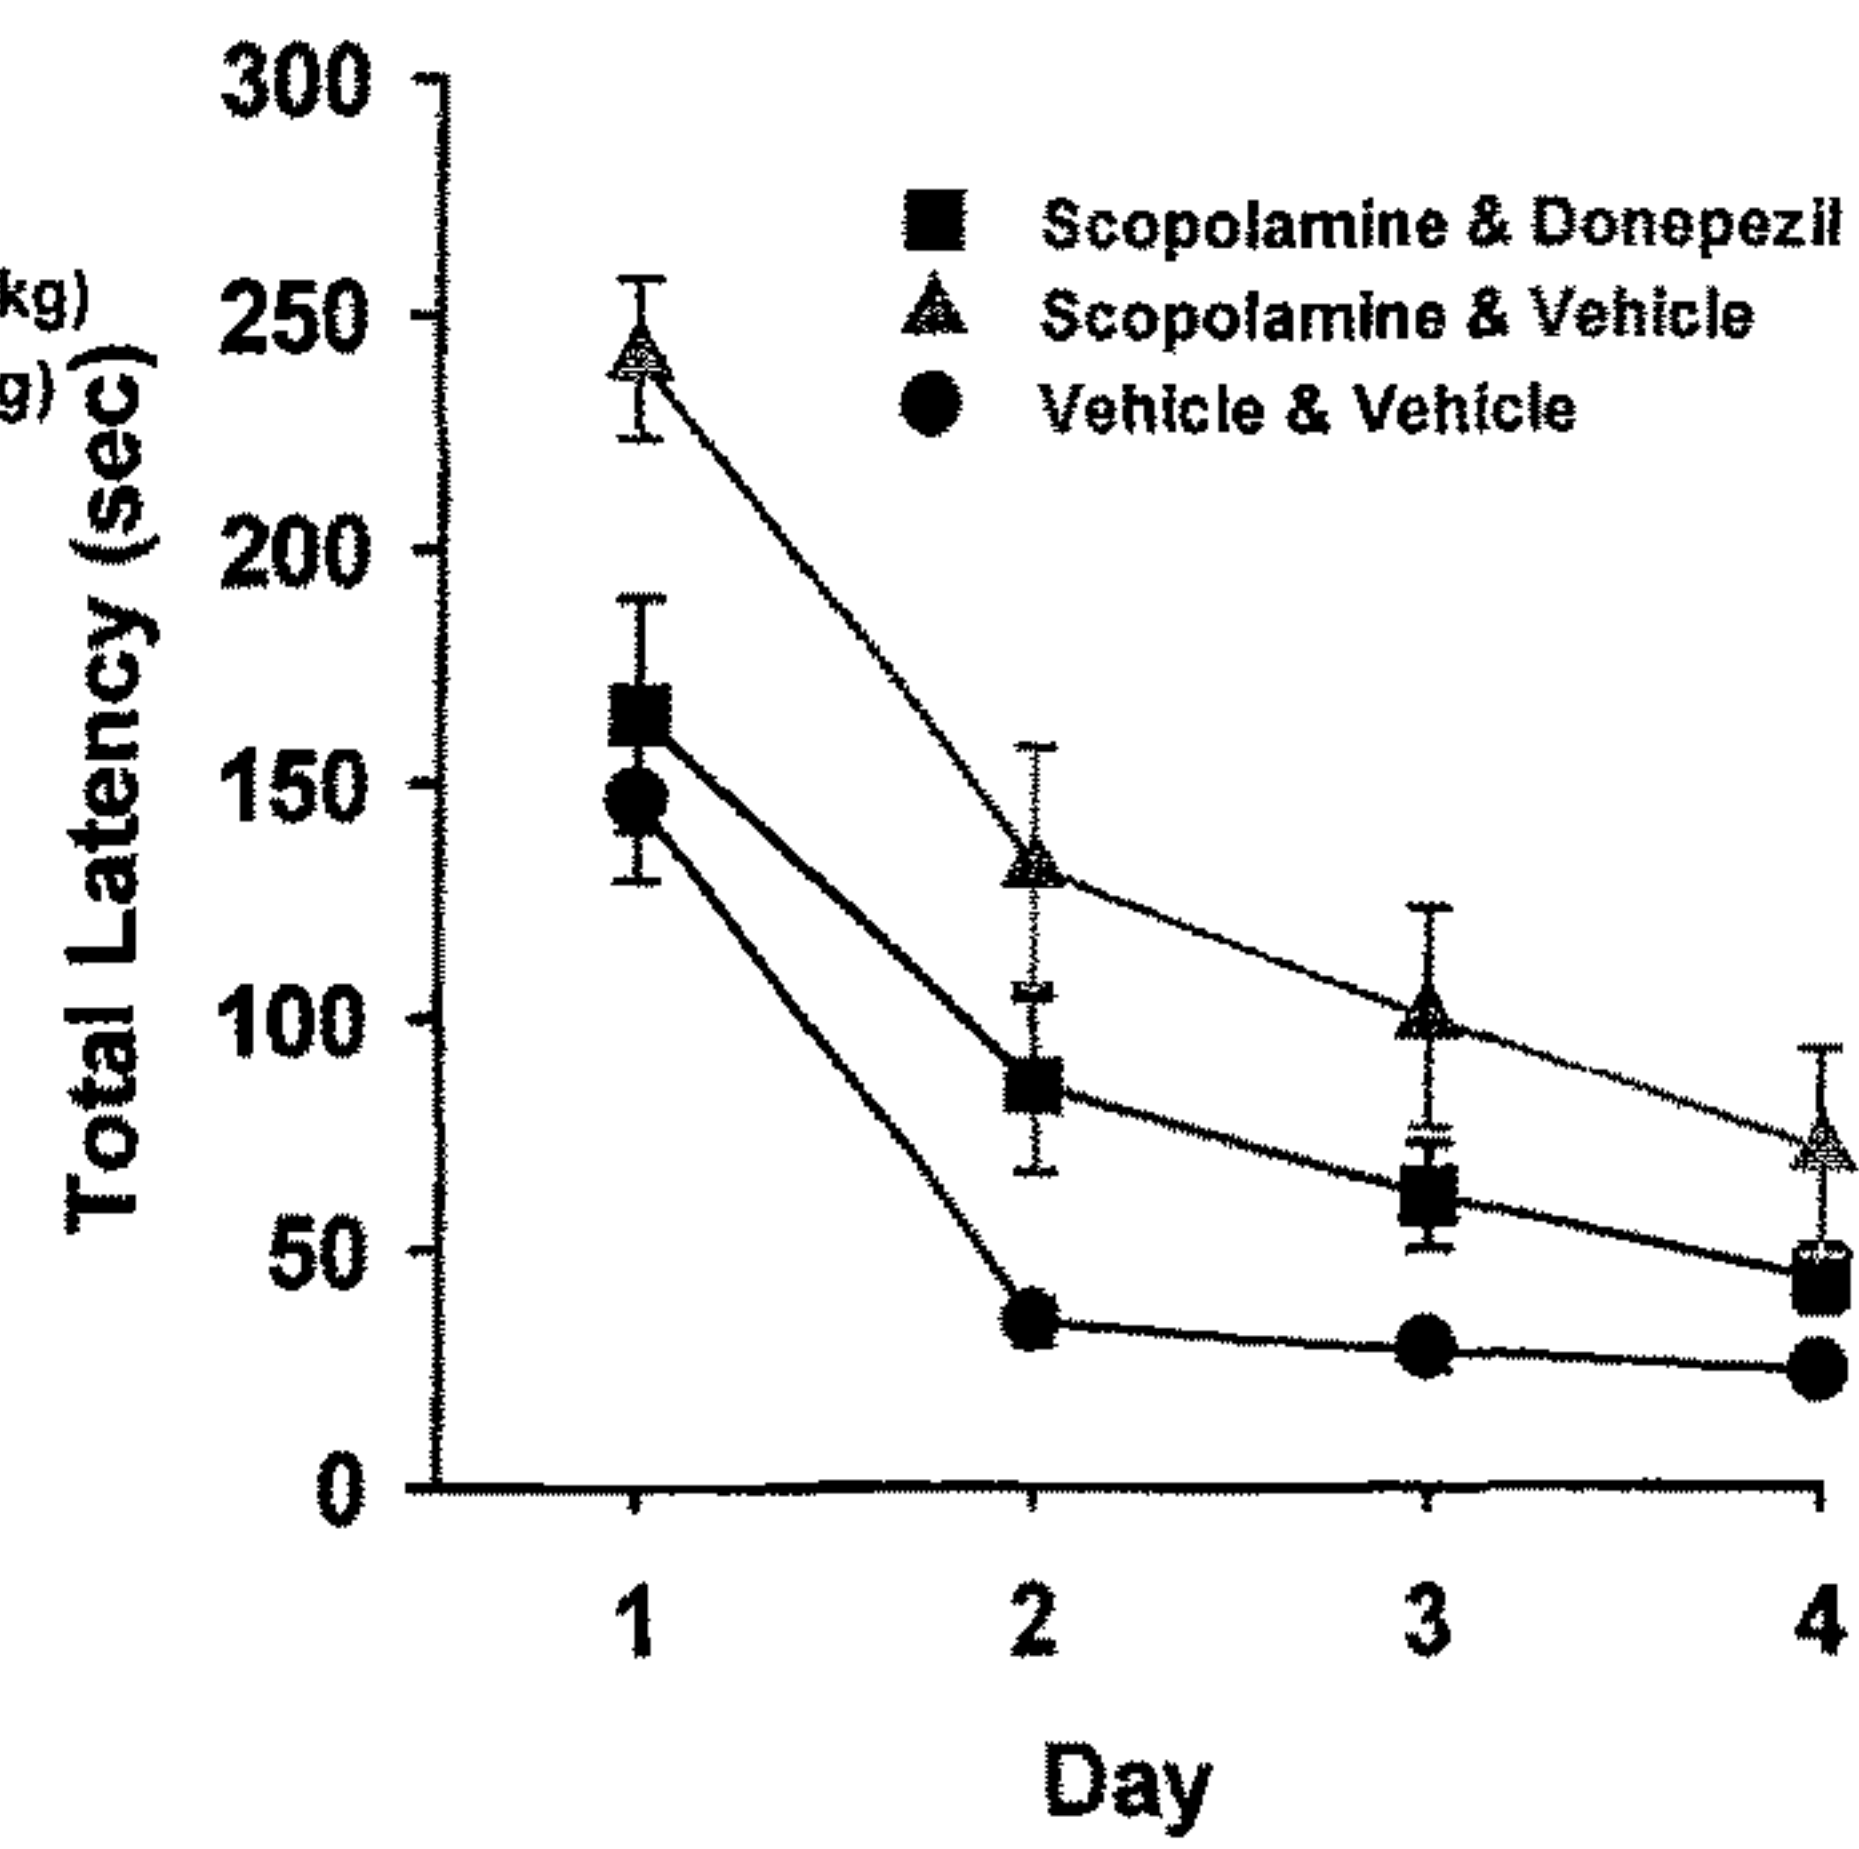 300
Scopolamine & Donepezil
kg)
250
Scopolamine & Vehicle
g)
Vehicle & Vehicle
Total Latency (sec)
200
150
100
50
0
1 2 3 4
Day